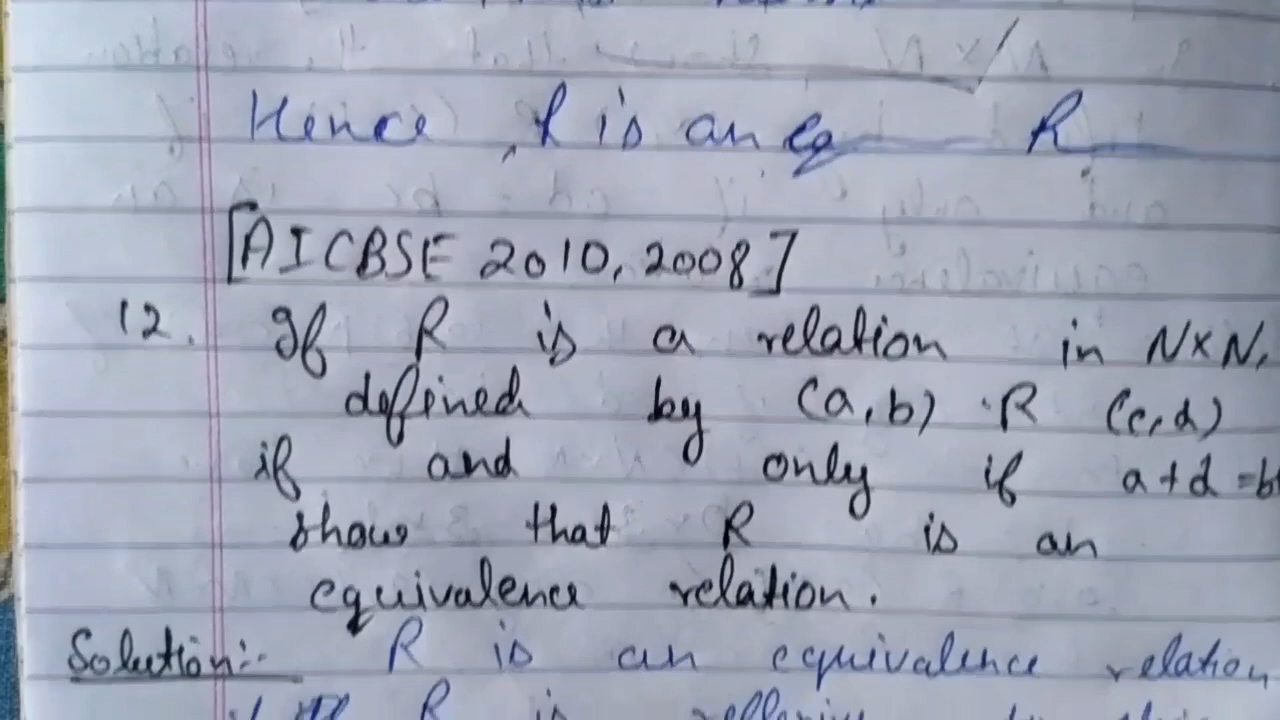 Hence, R is an eq R
[AICBSE 2010, 2008]
12. If R is a relation in N×N,
defined by (a,b) R (c,d)
if and only if a+d=b
show that R is an
equivalence relation.
Solution:- R is an equivalence relation
R is